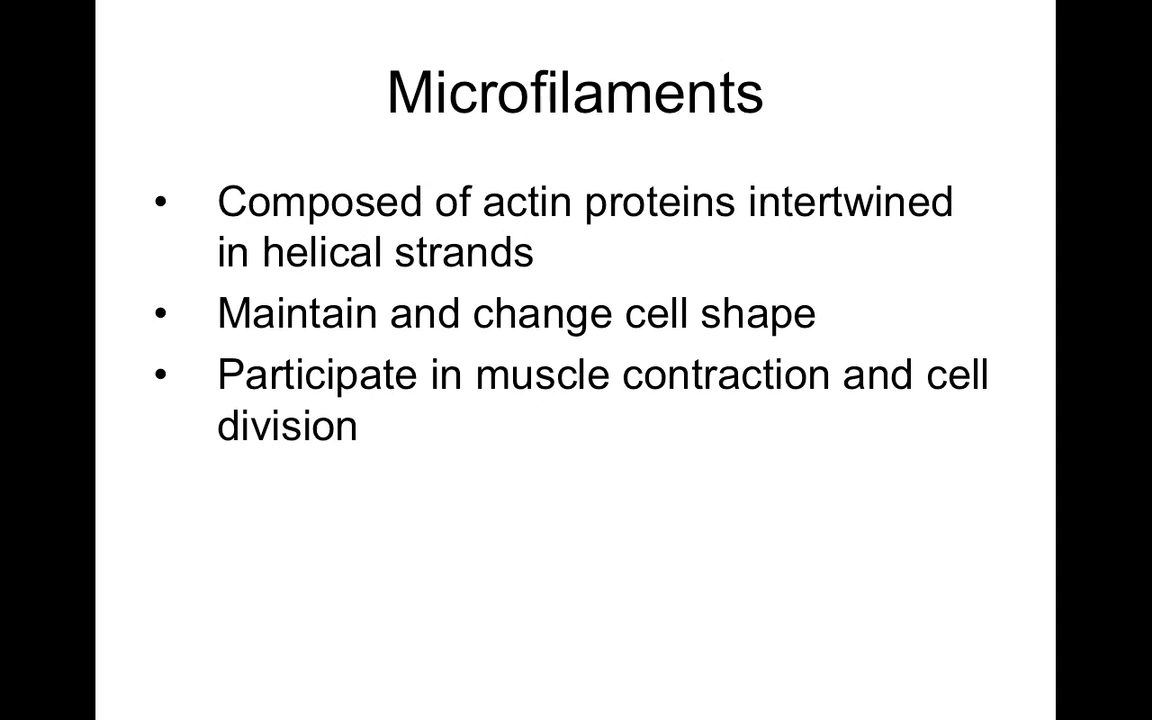 Microfilaments
• Composed of actin proteins intertwined
in helical strands
• Maintain and change cell shape
• Participate in muscle contraction and cell
division